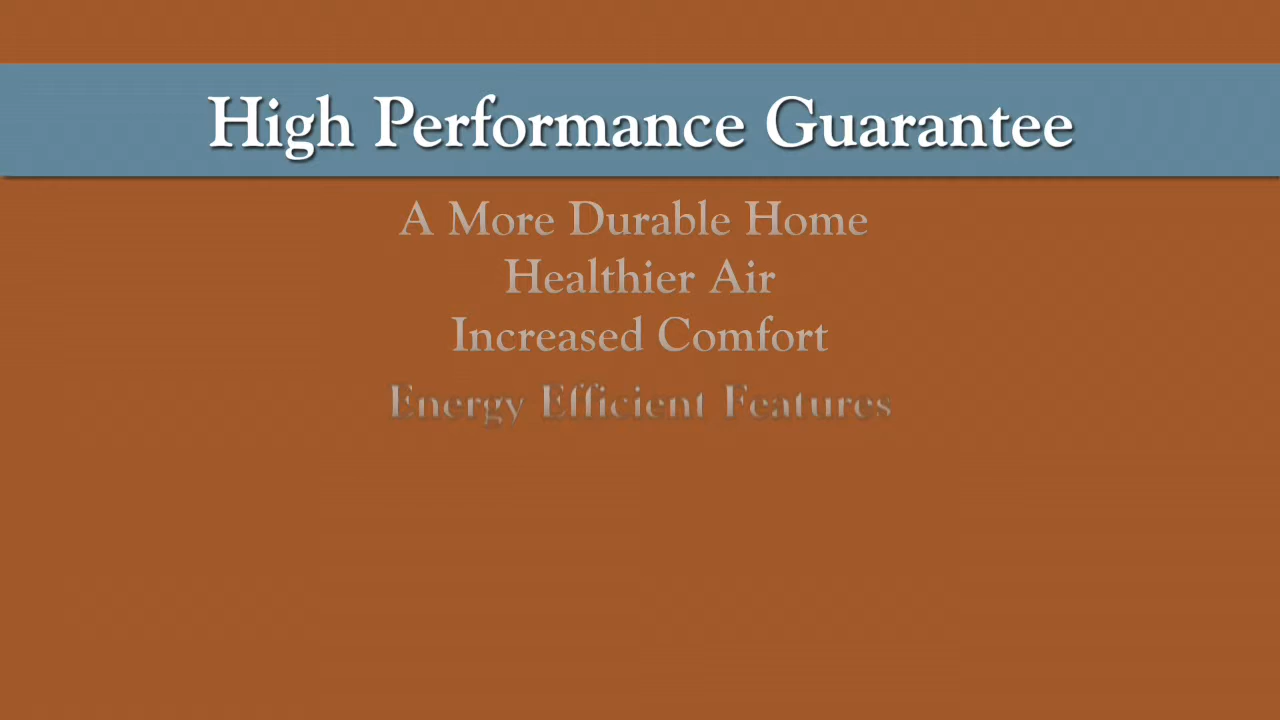 High Performance Guarantee
A More Durable Home
Healthier Air
Increased Comfort
Energy Efficient Features